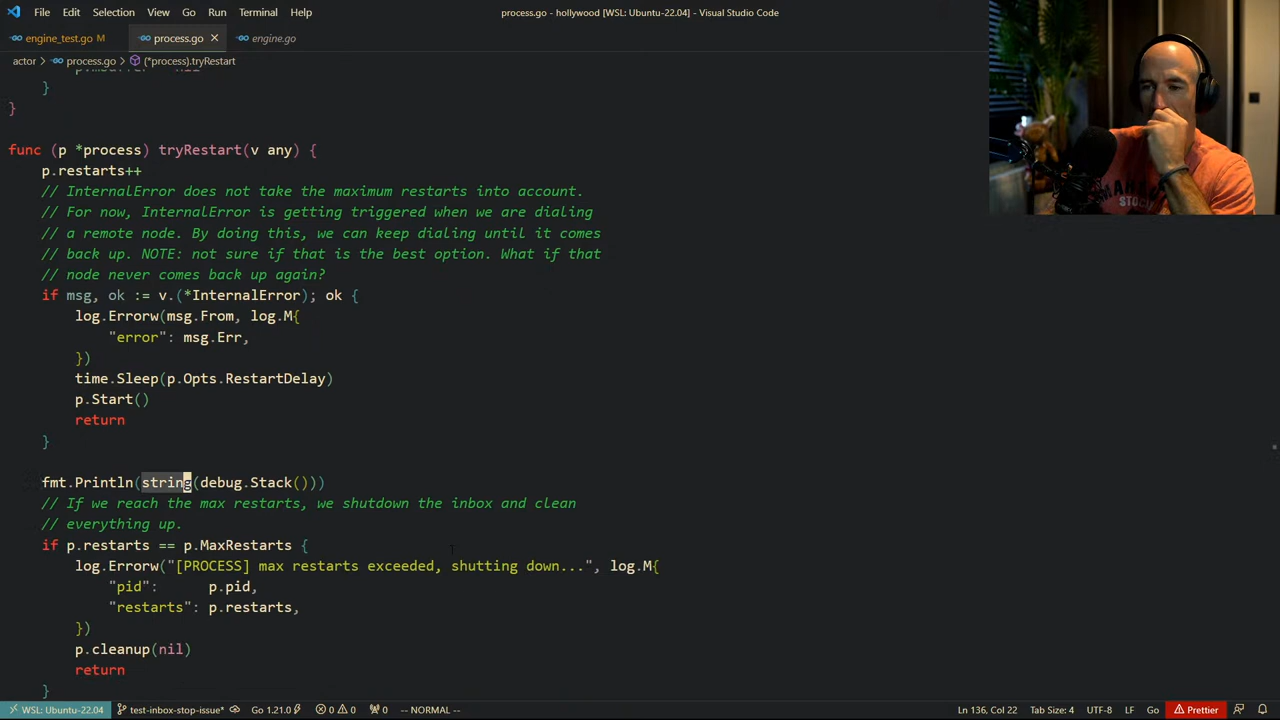 File Edit Selection View Go Run Terminal Help
process.go - hollywood [WSL: Ubuntu-22.04] - Visual Studio Code
engine_test.go M process.go engine.go
actor > process.go > (*process).tryRestart
}
}
func (p *process) tryRestart(v any) {
p.restarts++
// InternalError does not take the maximum restarts into account.
// For now, InternalError is getting triggered when we are dialing
// a remote node. By doing this, we can keep dialing until it comes
// back up. NOTE: not sure if that is the best option. What if that
// node never comes back up again?
if msg, ok := v.(*InternalError); ok {
log.Errorw(msg.From, log.M{
"error": msg.Err,
})
time.Sleep(p.Opts.RestartDelay)
p.Start()
return
}
fmt.Println(string(debug.Stack()))
// If we reach the max restarts, we shutdown the inbox and clean
// everything up.
if p.restarts == p.MaxRestarts {
log.Errorw("[PROCESS] max restarts exceeded, shutting down...", log.M{
"pid": p.pid,
"restarts": p.restarts,
})
p.cleanup(nil)
return
}
WSL: Ubuntu-22.04 test-inbox-stop-issue* Go 1.21.0 0 0 0 -- NORMAL -- Ln 136, Col 22 Tab Size: 4 UTF-8 LF Go Prettier